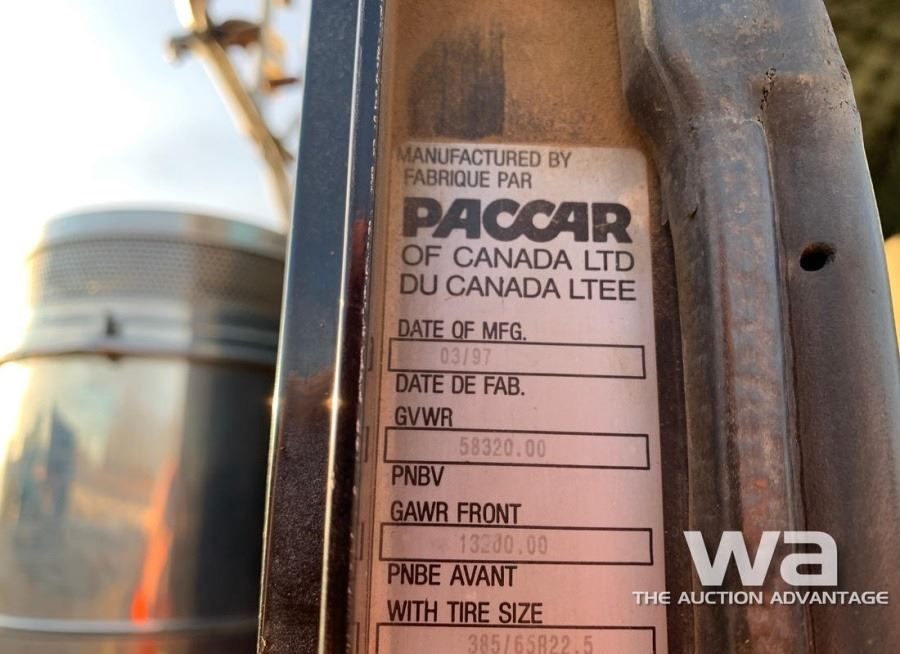 MANUFACTURED BY
FABRIQUE PAR
PACCAR
OF CANADA LTD
DU CANADA LTEE
DATE OF MFG.
03/97
DATE DE FAB.
GVWR
58320.00
PNBV
GAWR FRONT
13200.00
PNBE AVANT
WITH TIRE SIZE
385/65R22.5
wa
THE AUCTION ADVANTAGE